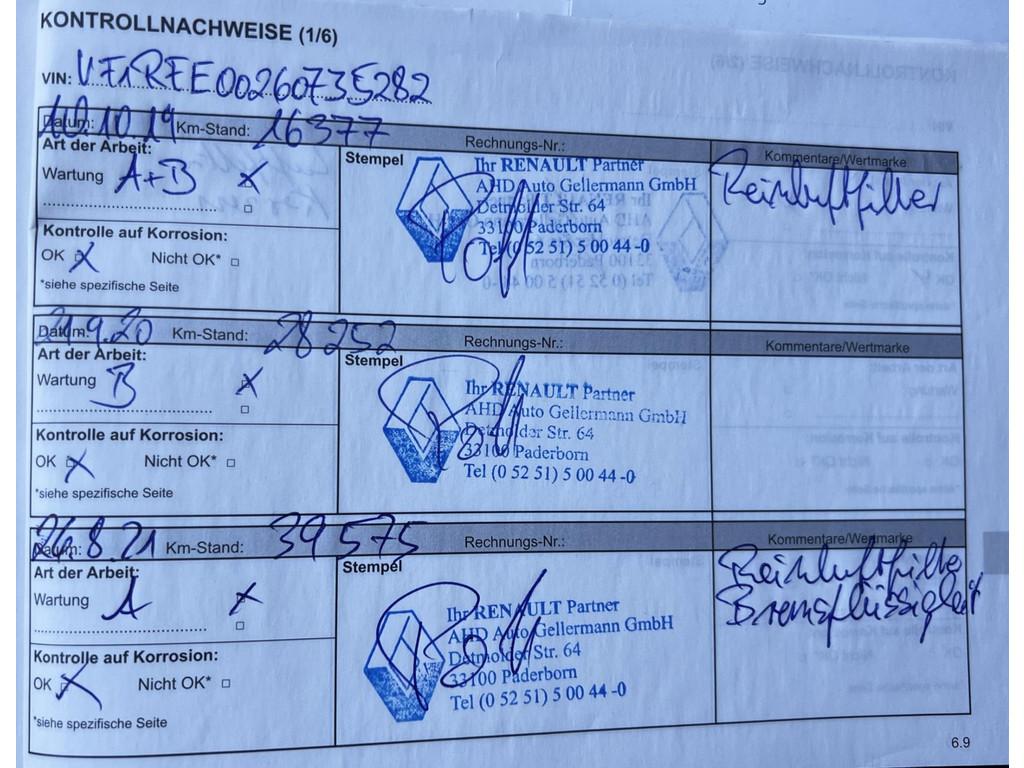 KONTROLLNACHWEISE (1/6)
VIN: VF1RFE00260735282
Datum: 10.10.19 Km-Stand: 16377 Rechnungs-Nr.: Kommentare/Wertmarke
Art der Arbeit: Stempel
Wartung A+B X
Ihr RENAULT Partner
AHD Auto Gellermann GmbH
Detmolder Str. 64
33100 Paderborn
Tel (0 52 51) 5 00 44 -0
Reinluftfilter
Kontrolle auf Korrosion:
OK X Nicht OK*
*siehe spezifische Seite
Datum: 21.9.20 Km-Stand: 28252 Rechnungs-Nr.: Kommentare/Wertmarke
Art der Arbeit: Stempel
Wartung B X
Ihr RENAULT Partner
AHD Auto Gellermann GmbH
Detmolder Str. 64
33100 Paderborn
Tel (0 52 51) 5 00 44 -0
Kontrolle auf Korrosion:
OK X Nicht OK*
*siehe spezifische Seite
Datum: 26.8.21 Km-Stand: 39575 Rechnungs-Nr.: Kommentare/Wertmarke
Art der Arbeit: Stempel
Wartung A X
Ihr RENAULT Partner
AHD Auto Gellermann GmbH
Detmolder Str. 64
33100 Paderborn
Tel (0 52 51) 5 00 44 -0
Reinluftfilter
Bremsflüssigkeit
Kontrolle auf Korrosion:
OK X Nicht OK*
*siehe spezifische Seite
6.9